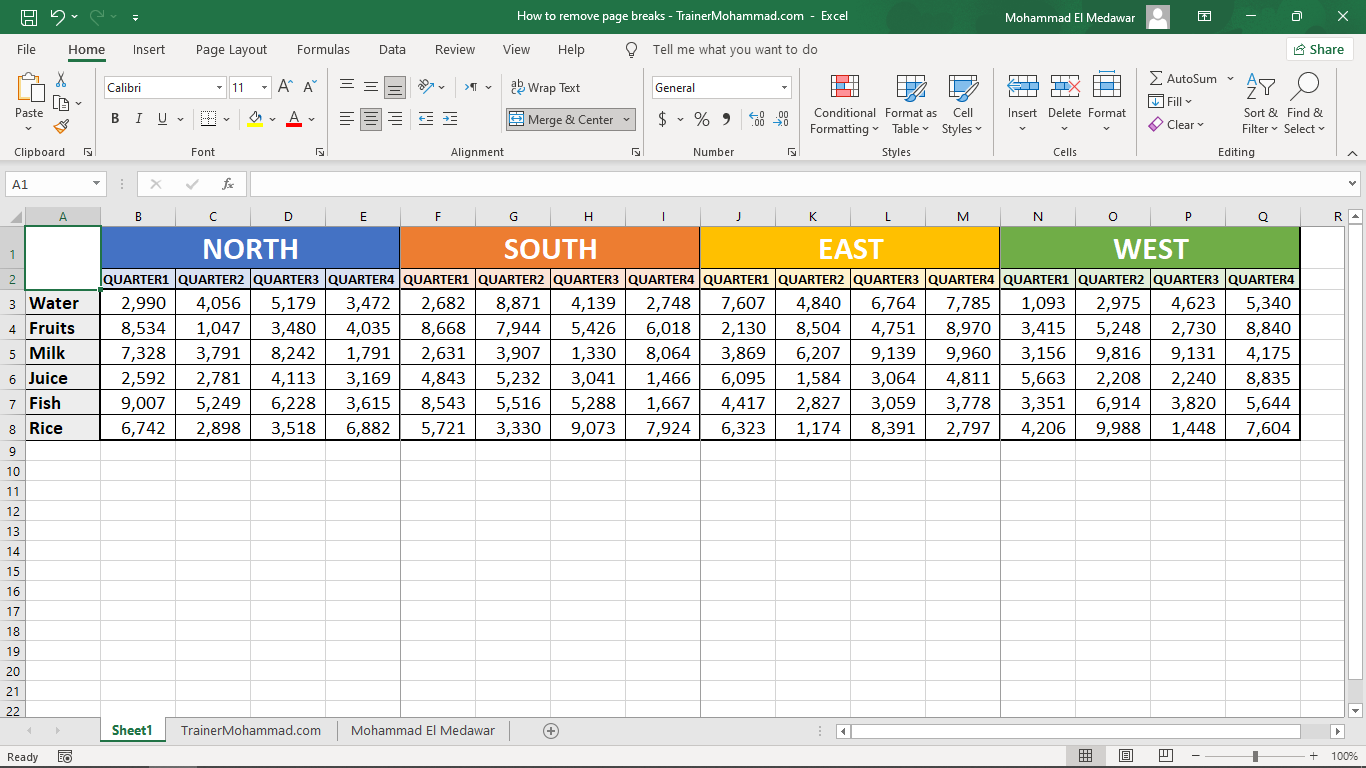 How to remove page breaks - TrainerMohammad.com - Excel
Mohammad El Medawar
File Home Insert Page Layout Formulas Data Review View Help Tell me what you want to do Share
Paste
Clipboard
Calibri 11
B I U A
Font
ab Wrap Text
Merge & Center
Alignment
General
$ % 9 .00 .00
Number
Conditional Formatting
Format as Table
Cell Styles
Styles
Insert Delete Format
Cells
AutoSum
Fill
Clear
Sort & Filter
Find & Select
Editing
A1 fx
A B C D E F G H I J K L M N O P Q R
1 NORTH SOUTH EAST WEST
2 QUARTER1 QUARTER2 QUARTER3 QUARTER4 QUARTER1 QUARTER2 QUARTER3 QUARTER4 QUARTER1 QUARTER2 QUARTER3 QUARTER4 QUARTER1 QUARTER2 QUARTER3 QUARTER4
3 Water 2,990 4,056 5,179 3,472 2,682 8,871 4,139 2,748 7,607 4,840 6,764 7,785 1,093 2,975 4,623 5,340
4 Fruits 8,534 1,047 3,480 4,035 8,668 7,944 5,426 6,018 2,130 8,504 4,751 8,970 3,415 5,248 2,730 8,840
5 Milk 7,328 3,791 8,242 1,791 2,631 3,907 1,330 8,064 3,869 6,207 9,139 9,960 3,156 9,816 9,131 4,175
6 Juice 2,592 2,781 4,113 3,169 4,843 5,232 3,041 1,466 6,095 1,584 3,064 4,811 5,663 2,208 2,240 8,835
7 Fish 9,007 5,249 6,228 3,615 8,543 5,516 5,288 1,667 4,417 2,827 3,059 3,778 3,351 6,914 3,820 5,644
8 Rice 6,742 2,898 3,518 6,882 5,721 3,330 9,073 7,924 6,323 1,174 8,391 2,797 4,206 9,988 1,448 7,604
9
10
11
12
13
14
15
16
17
18
19
20
21
22
Sheet1 TrainerMohammad.com Mohammad El Medawar
Ready 100%